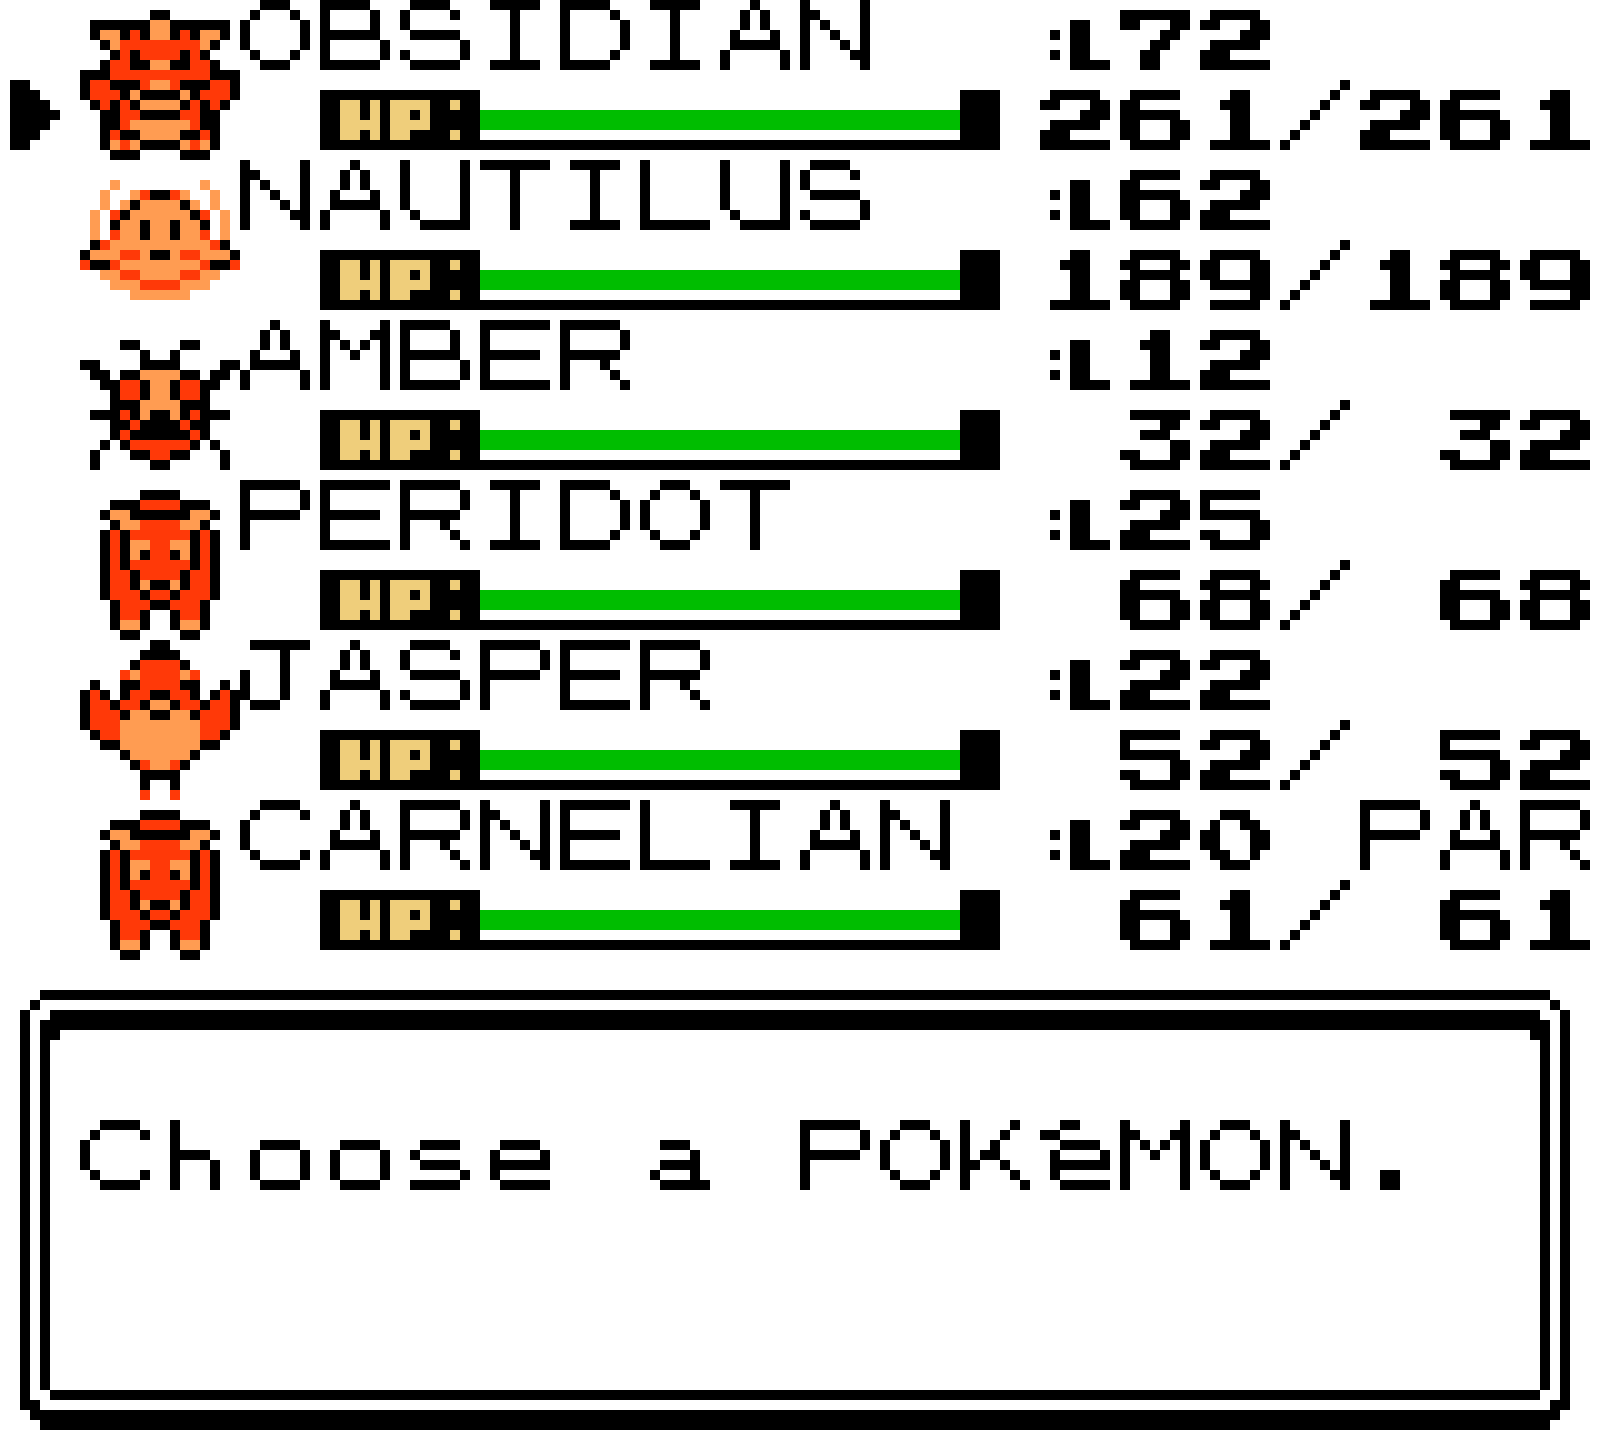 OBSIDIAN :L72
HP: 261/261
NAUTILUS :L62
HP: 189/189
AMBER :L12
HP: 32/ 32
PERIDOT :L25
HP: 68/ 68
JASPER :L22
HP: 52/ 52
CARNELIAN :L20 PAR
HP: 61/ 61
Choose a POKéMON.